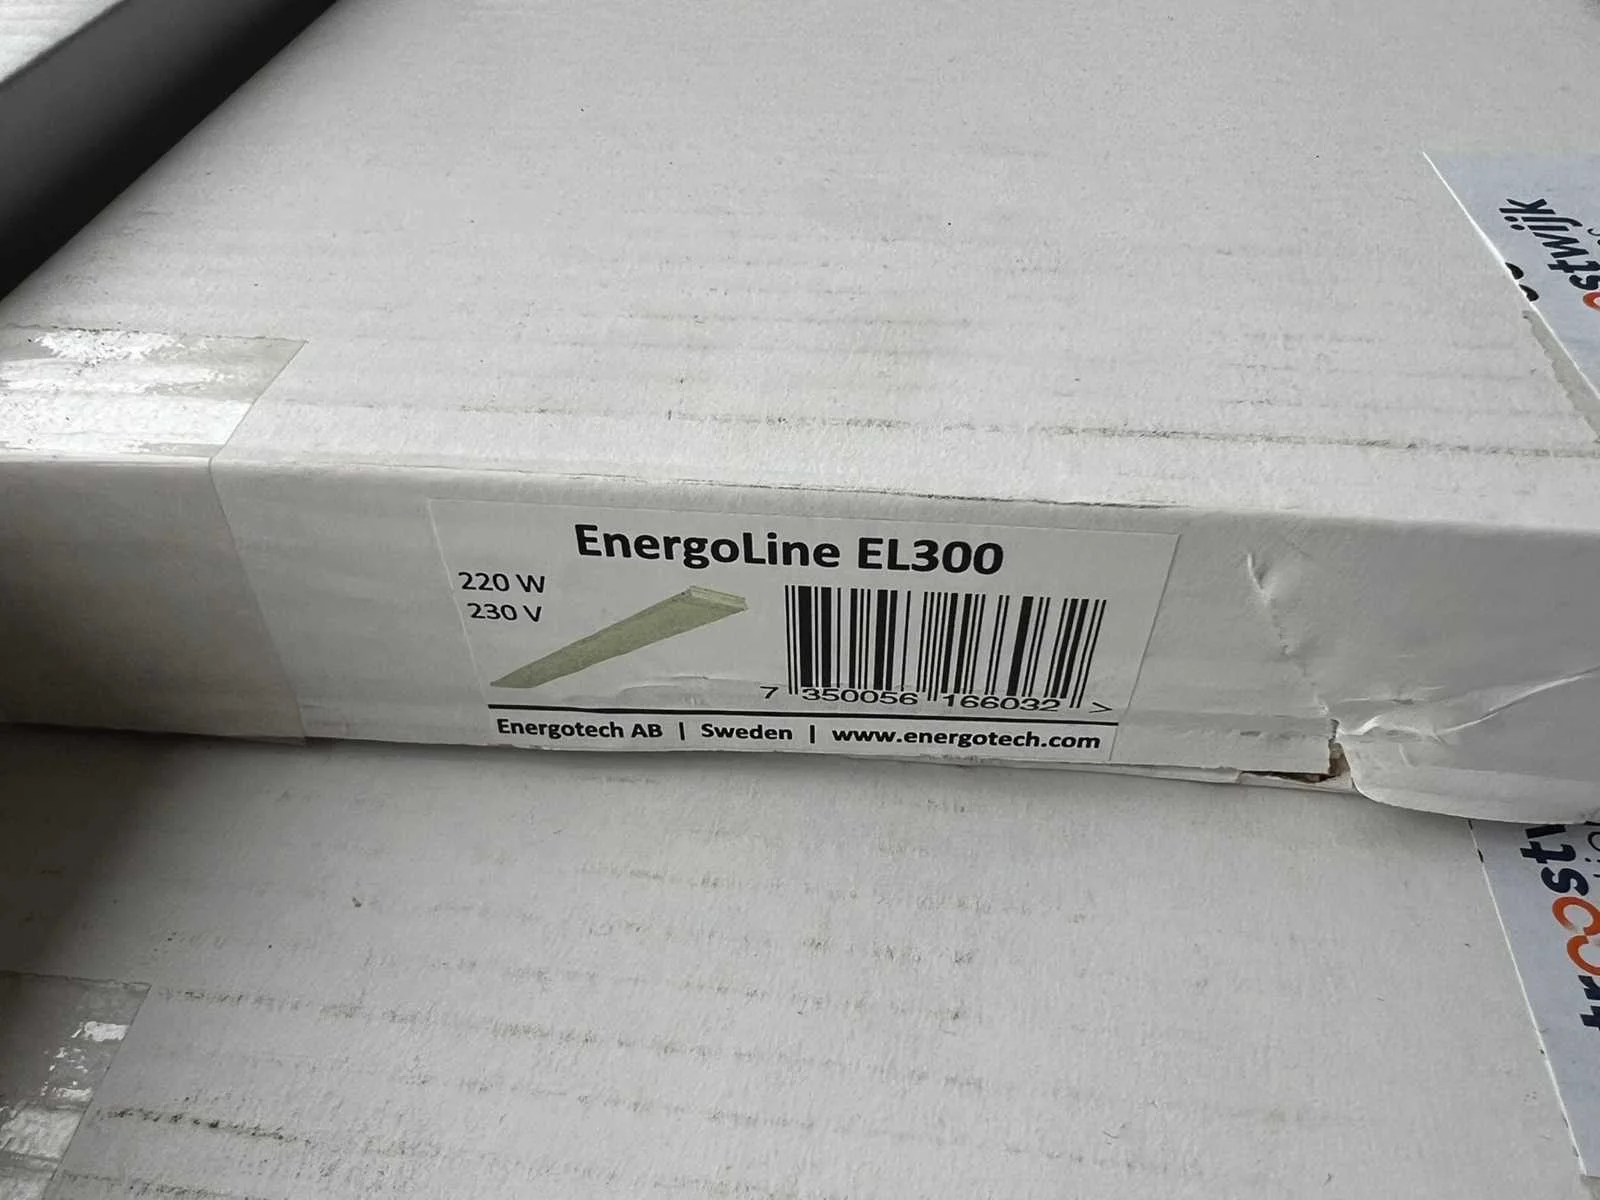 EnergoLine EL300
220 W
230 V
7 350056 166032 >
Energotech AB | Sweden | www.energotech.com